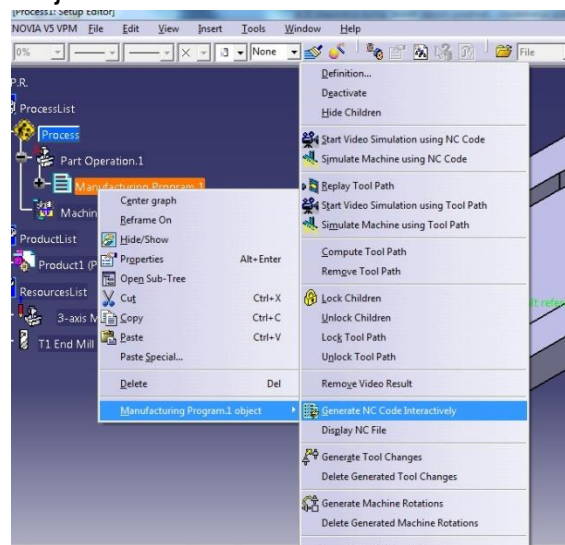 [Process1: Setup Editor]
NOVIA V5 VPM File Edit View Insert Tools Window Help
0% None File
P.R.
ProcessList
Process
Part Operation.1
Manufacturing Program.1
Machin
ProductList
Product1 (P
ResourcesList
3-axis M
T1 End Mill
Center graph
Reframe On
Hide/Show
Properties Alt+Enter
Open Sub-Tree
Cut Ctrl+X
Copy Ctrl+C
Paste Ctrl+V
Paste Special...
Delete Del
Manufacturing Program.1 object
Definition...
Deactivate
Hide Children
Start Video Simulation using NC Code
Simulate Machine using NC Code
Replay Tool Path
Start Video Simulation using Tool Path
Simulate Machine using Tool Path
Compute Tool Path
Remove Tool Path
Lock Children
Unlock Children
Lock Tool Path
Unlock Tool Path
Remove Video Result
Generate NC Code Interactively
Display NC File
Generate Tool Changes
Delete Generated Tool Changes
Generate Machine Rotations
Delete Generated Machine Rotations
lt refer